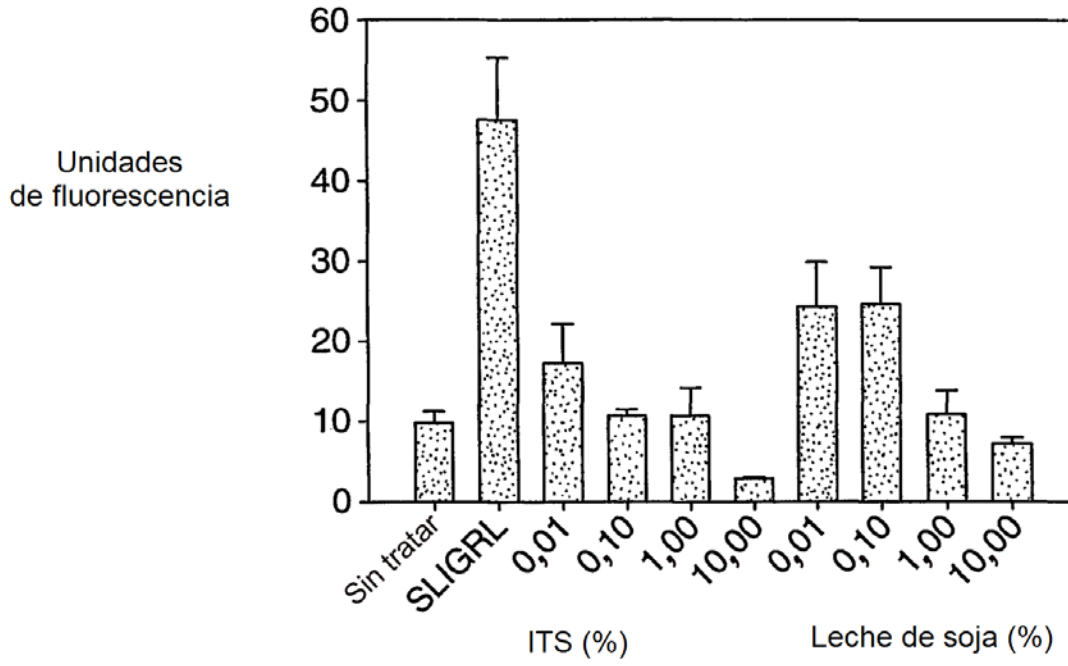 Unidades
de fluorescencia
60
50
40
30
20
10
0
Sin tratar
SLIGRL
0,01
0,10
1,00
10,00
0,01
0,10
1,00
10,00
ITS (%)
Leche de soja (%)